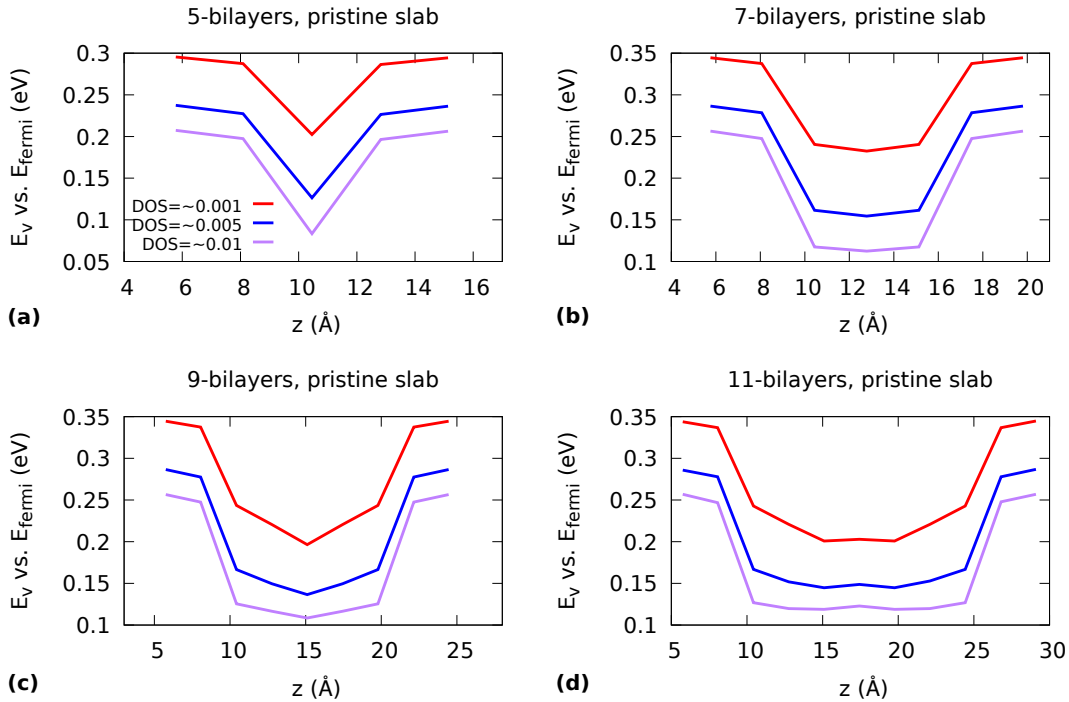 5-bilayers, pristine slab
E_v vs. E_fermi (eV)
0.3
0.25
0.2
0.15
0.1
0.05
DOS=~0.001
DOS=~0.005
DOS=~0.01
4 6 8 10 12 14 16
z (Å)
(a)
7-bilayers, pristine slab
E_v vs. E_fermi (eV)
0.35
0.3
0.25
0.2
0.15
0.1
4 6 8 10 12 14 16 18 20
z (Å)
(b)
9-bilayers, pristine slab
E_v vs. E_fermi (eV)
0.35
0.3
0.25
0.2
0.15
0.1
5 10 15 20 25
z (Å)
(c)
11-bilayers, pristine slab
E_v vs. E_fermi (eV)
0.35
0.3
0.25
0.2
0.15
0.1
5 10 15 20 25 30
z (Å)
(d)